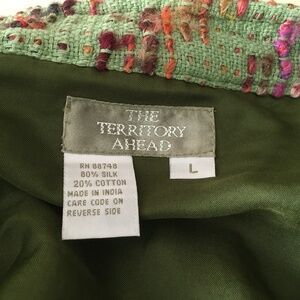 THE
TERRITORY
AHEAD
RN 88748
80% SILK
20% COTTON
MADE IN INDIA
CARE CODE ON
REVERSE SIDE
L